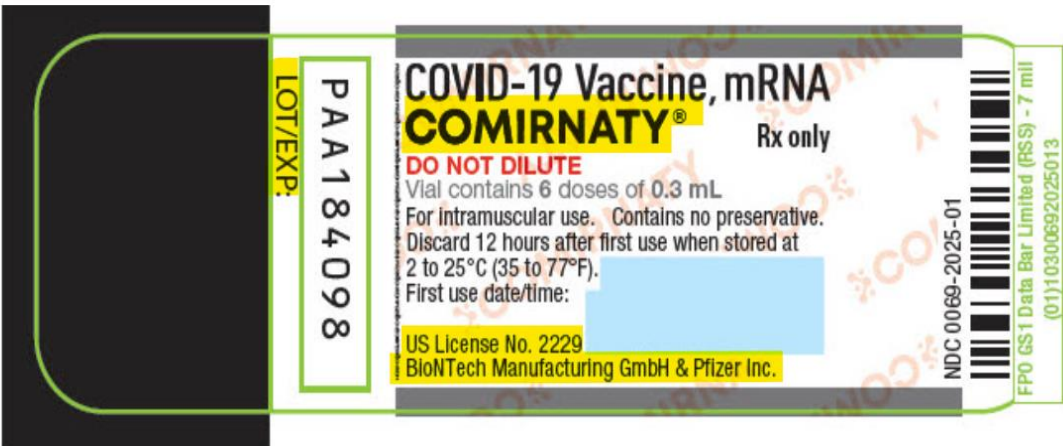 LOT/EXP:
PAA184098
COVID-19 Vaccine, mRNA
COMIRNATY®
Rx only
DO NOT DILUTE
Vial contains 6 doses of 0.3 mL
For intramuscular use. Contains no preservative.
Discard 12 hours after first use when stored at
2 to 25°C (35 to 77°F).
First use date/time:
US License No. 2229
BioNTech Manufacturing GmbH & Pfizer Inc.
NDC 0069-2025-01
FPO GS1 Data Bar Limited (RSS) - 7 mil
(01)10300692025013
COMIRNATY